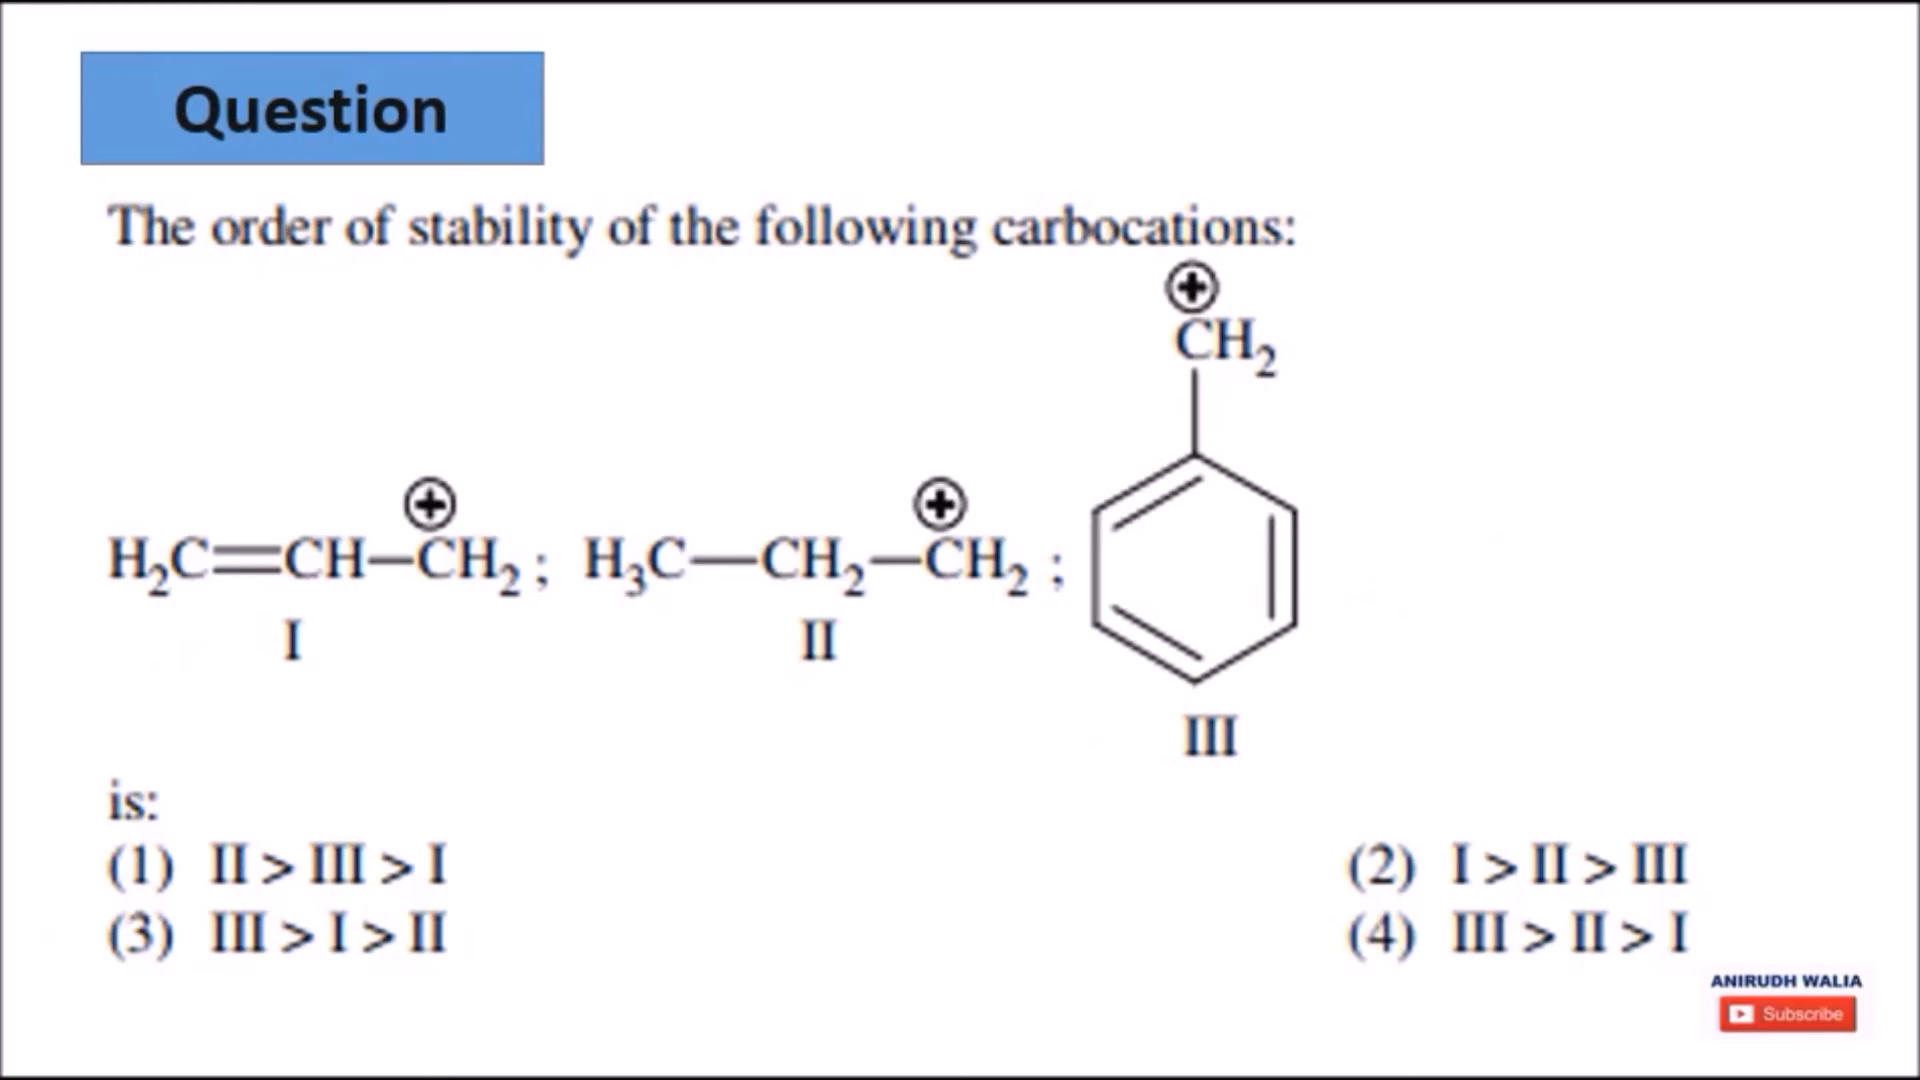 Question
The order of stability of the following carbocations:
⊕
CH₂
⊕ ⊕
H₂C=CH—CH₂ ; H₃C—CH₂—CH₂ ;
I II
III
is:
(1) II > III > I (2) I > II > III
(3) III > I > II (4) III > II > I
ANIRUDH WALIA
Subscribe